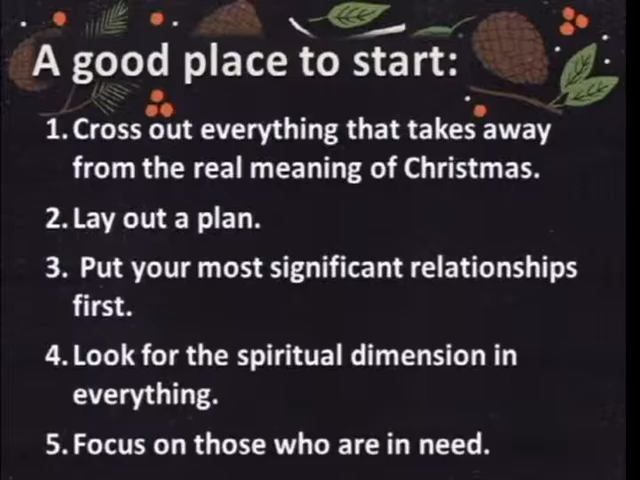 A good place to start:
1. Cross out everything that takes away
from the real meaning of Christmas.
2. Lay out a plan.
3. Put your most significant relationships
first.
4. Look for the spiritual dimension in
everything.
5. Focus on those who are in need.